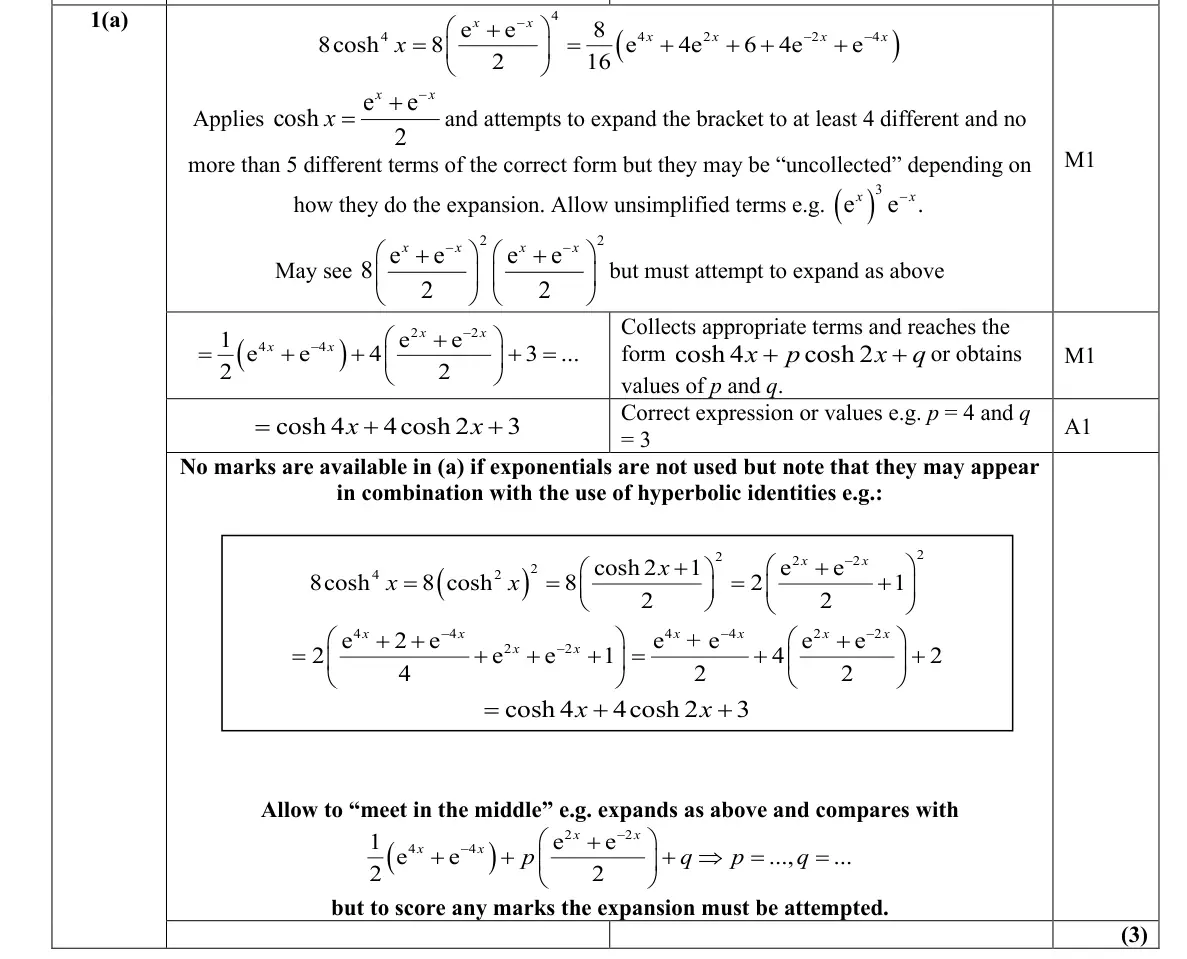 1(a)
8cosh⁴ x = 8((eˣ + e⁻ˣ)/2)⁴ = 8/16(e⁴ˣ + 4e²ˣ + 6 + 4e⁻²ˣ + e⁻⁴ˣ)
Applies cosh x = (eˣ + e⁻ˣ)/2 and attempts to expand the bracket to at least 4 different and no
more than 5 different terms of the correct form but they may be “uncollected” depending on
how they do the expansion. Allow unsimplified terms e.g. (eˣ)³ e⁻ˣ.
May see 8((eˣ + e⁻ˣ)/2)²((eˣ + e⁻ˣ)/2)² but must attempt to expand as above
M1
= 1/2(e⁴ˣ + e⁻⁴ˣ) + 4((e²ˣ + e⁻²ˣ)/2) + 3 = ...
Collects appropriate terms and reaches the
form cosh 4x + p cosh 2x + q or obtains
values of p and q.
M1
= cosh 4x + 4 cosh 2x + 3
Correct expression or values e.g. p = 4 and q
= 3
A1
No marks are available in (a) if exponentials are not used but note that they may appear
in combination with the use of hyperbolic identities e.g.:
8cosh⁴ x = 8(cosh² x)² = 8((cosh 2x + 1)/2)² = 2((e²ˣ + e⁻²ˣ)/2 + 1)²
= 2((e⁴ˣ + 2 + e⁻⁴ˣ)/4 + e²ˣ + e⁻²ˣ + 1) = (e⁴ˣ + e⁻⁴ˣ)/2 + 4((e²ˣ + e⁻²ˣ)/2) + 2
= cosh 4x + 4cosh 2x + 3
Allow to “meet in the middle” e.g. expands as above and compares with
1/2(e⁴ˣ + e⁻⁴ˣ) + p((e²ˣ + e⁻²ˣ)/2) + q ⇒ p = ..., q = ...
but to score any marks the expansion must be attempted.
(3)